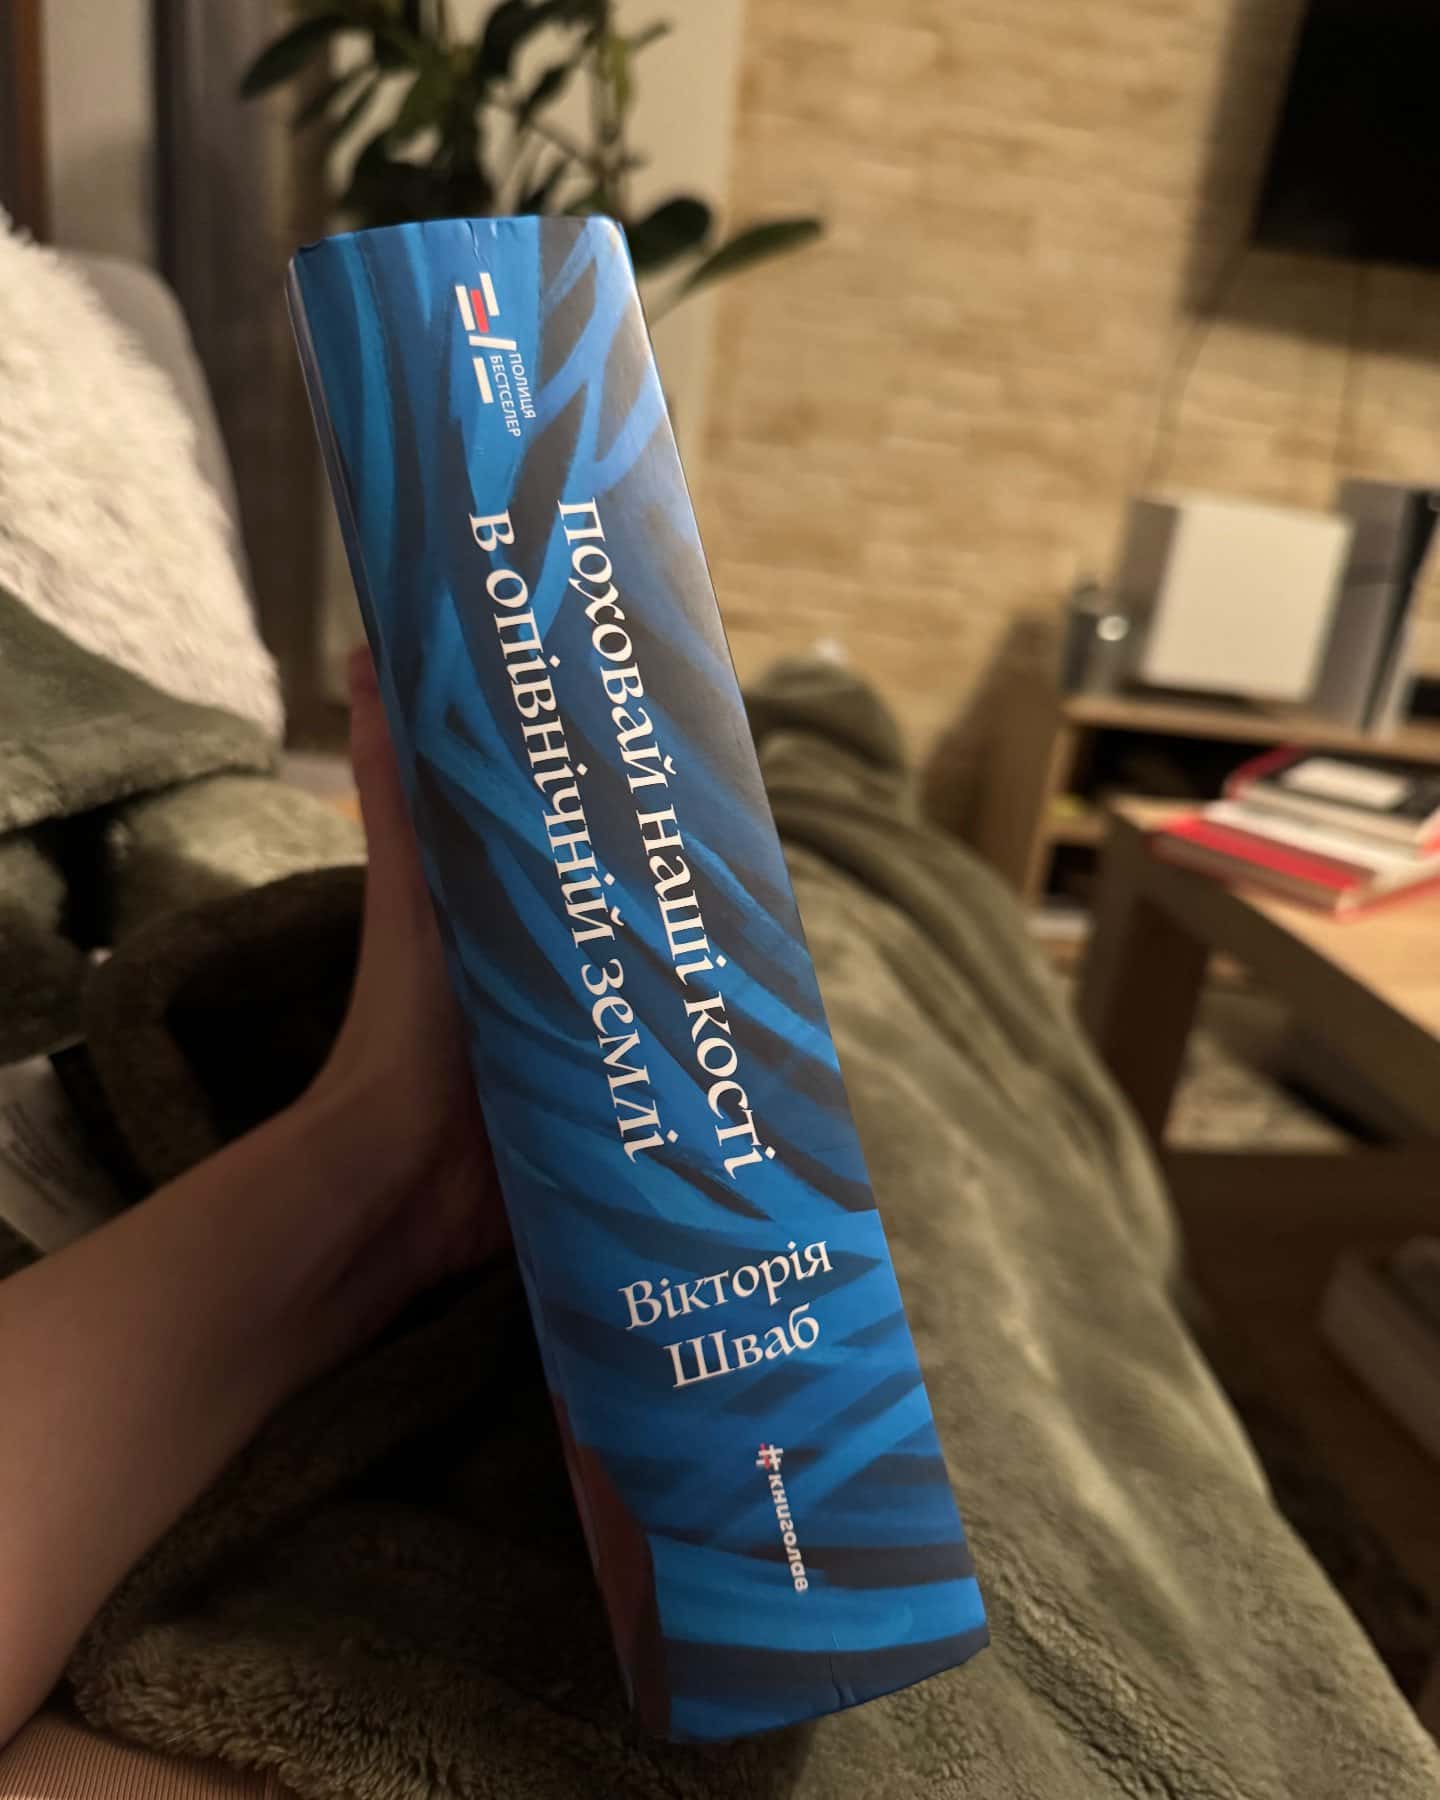 ПОЛИЦЯ
БЕСТСЕЛЕР
поховай наші кості
в опівнічній землі
Вікторія
Шваб
#книголав